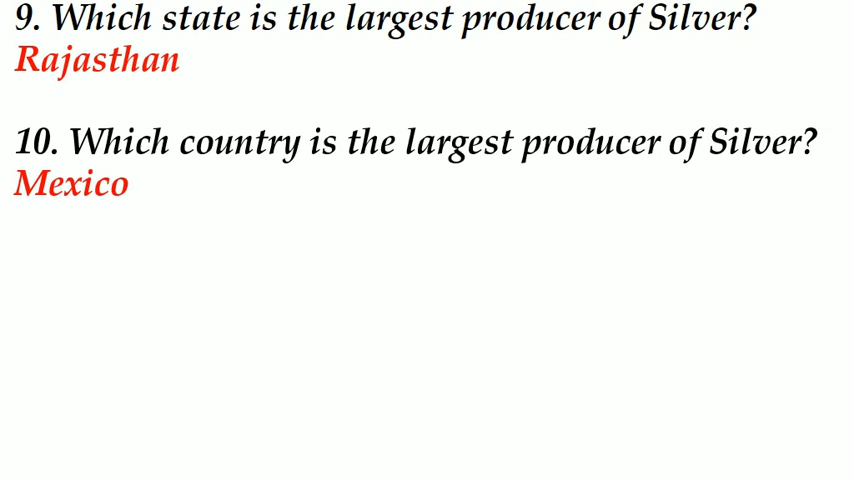 9. Which state is the largest producer of Silver?
Rajasthan
10. Which country is the largest producer of Silver?
Mexico